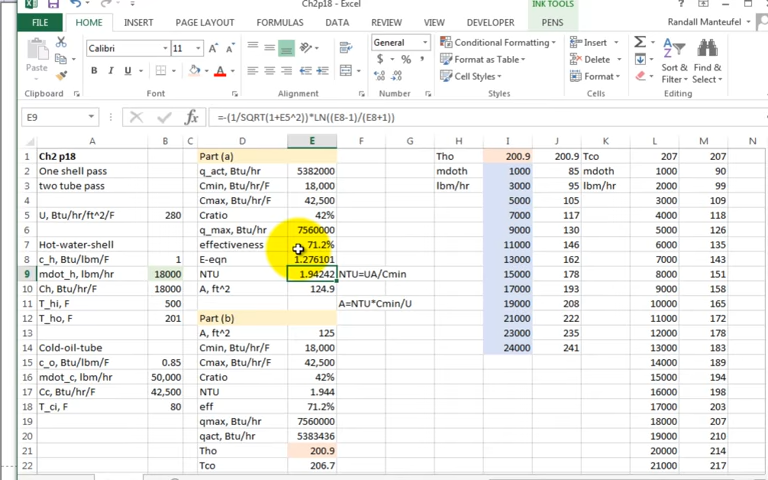 Ch2p18 - Excel
INK TOOLS
FILE HOME INSERT PAGE LAYOUT FORMULAS DATA REVIEW VIEW DEVELOPER PENS Randall Manteufel
Calibri 11 General Conditional Formatting Insert
Paste Format as Table Delete Sort & Find &
B I U $ % , Cell Styles Format Filter Select
Clipboard Font Alignment Number Styles Cells Editing
E9 fx =-(1/SQRT(1+E5^2))*LN((E8-1)/(E8+1))
A B C D E F G H I J K L M
1 Ch2 p18 Part (a) Tho 200.9 200.9 Tco 207 207
2 One shell pass q_act, Btu/hr 5382000 mdoth 1000 85 mdoth 1000 90
3 two tube pass Cmin, Btu/hr/F 18,000 lbm/hr 3000 95 lbm/hr 2000 99
4 Cmax, Btu/hr/F 42,500 5000 105 3000 109
5 U, Btu/hr/ft^2/F 280 Cratio 42% 7000 117 4000 118
6 q_max, Btu/hr 7560000 9000 131 5000 128
7 Hot-water-shell effectiveness 71.2% 11000 146 6000 133
8 c_h, Btu/lbm/F 1 E-eqn 1.276101 13000 162 7000 143
9 mdot_h, lbm/hr 18000 NTU 1.94242 NTU=UA/Cmin 15000 178 8000 151
10 Ch, Btu/hr/F 18000 A, ft^2 124.9 17000 193 9000 158
11 T_hi, F 500 A=NTU*Cmin/U 19000 208 10000 165
12 T_ho, F 201 Part (b) 21000 222 11000 172
13 A, ft^2 125 23000 235 12000 178
14 Cold-oil-tube Cmin, Btu/hr/F 18,000 24000 241 13000 183
15 c_o, Btu/lbm/F 0.85 Cmax, Btu/hr/F 42,500 14000 189
16 mdot_c, lbm/hr 50,000 Cratio 42% 15000 194
17 Cc, Btu/hr/F 42,500 NTU 1.944 16000 198
18 T_ci, F 80 eff 71.2% 17000 203
19 qmax, Btu/hr 7560000 18000 207
20 qact, Btu/hr 5383436 19000 210
21 Tho 200.9 20000 214
22 Tco 206.7 21000 217